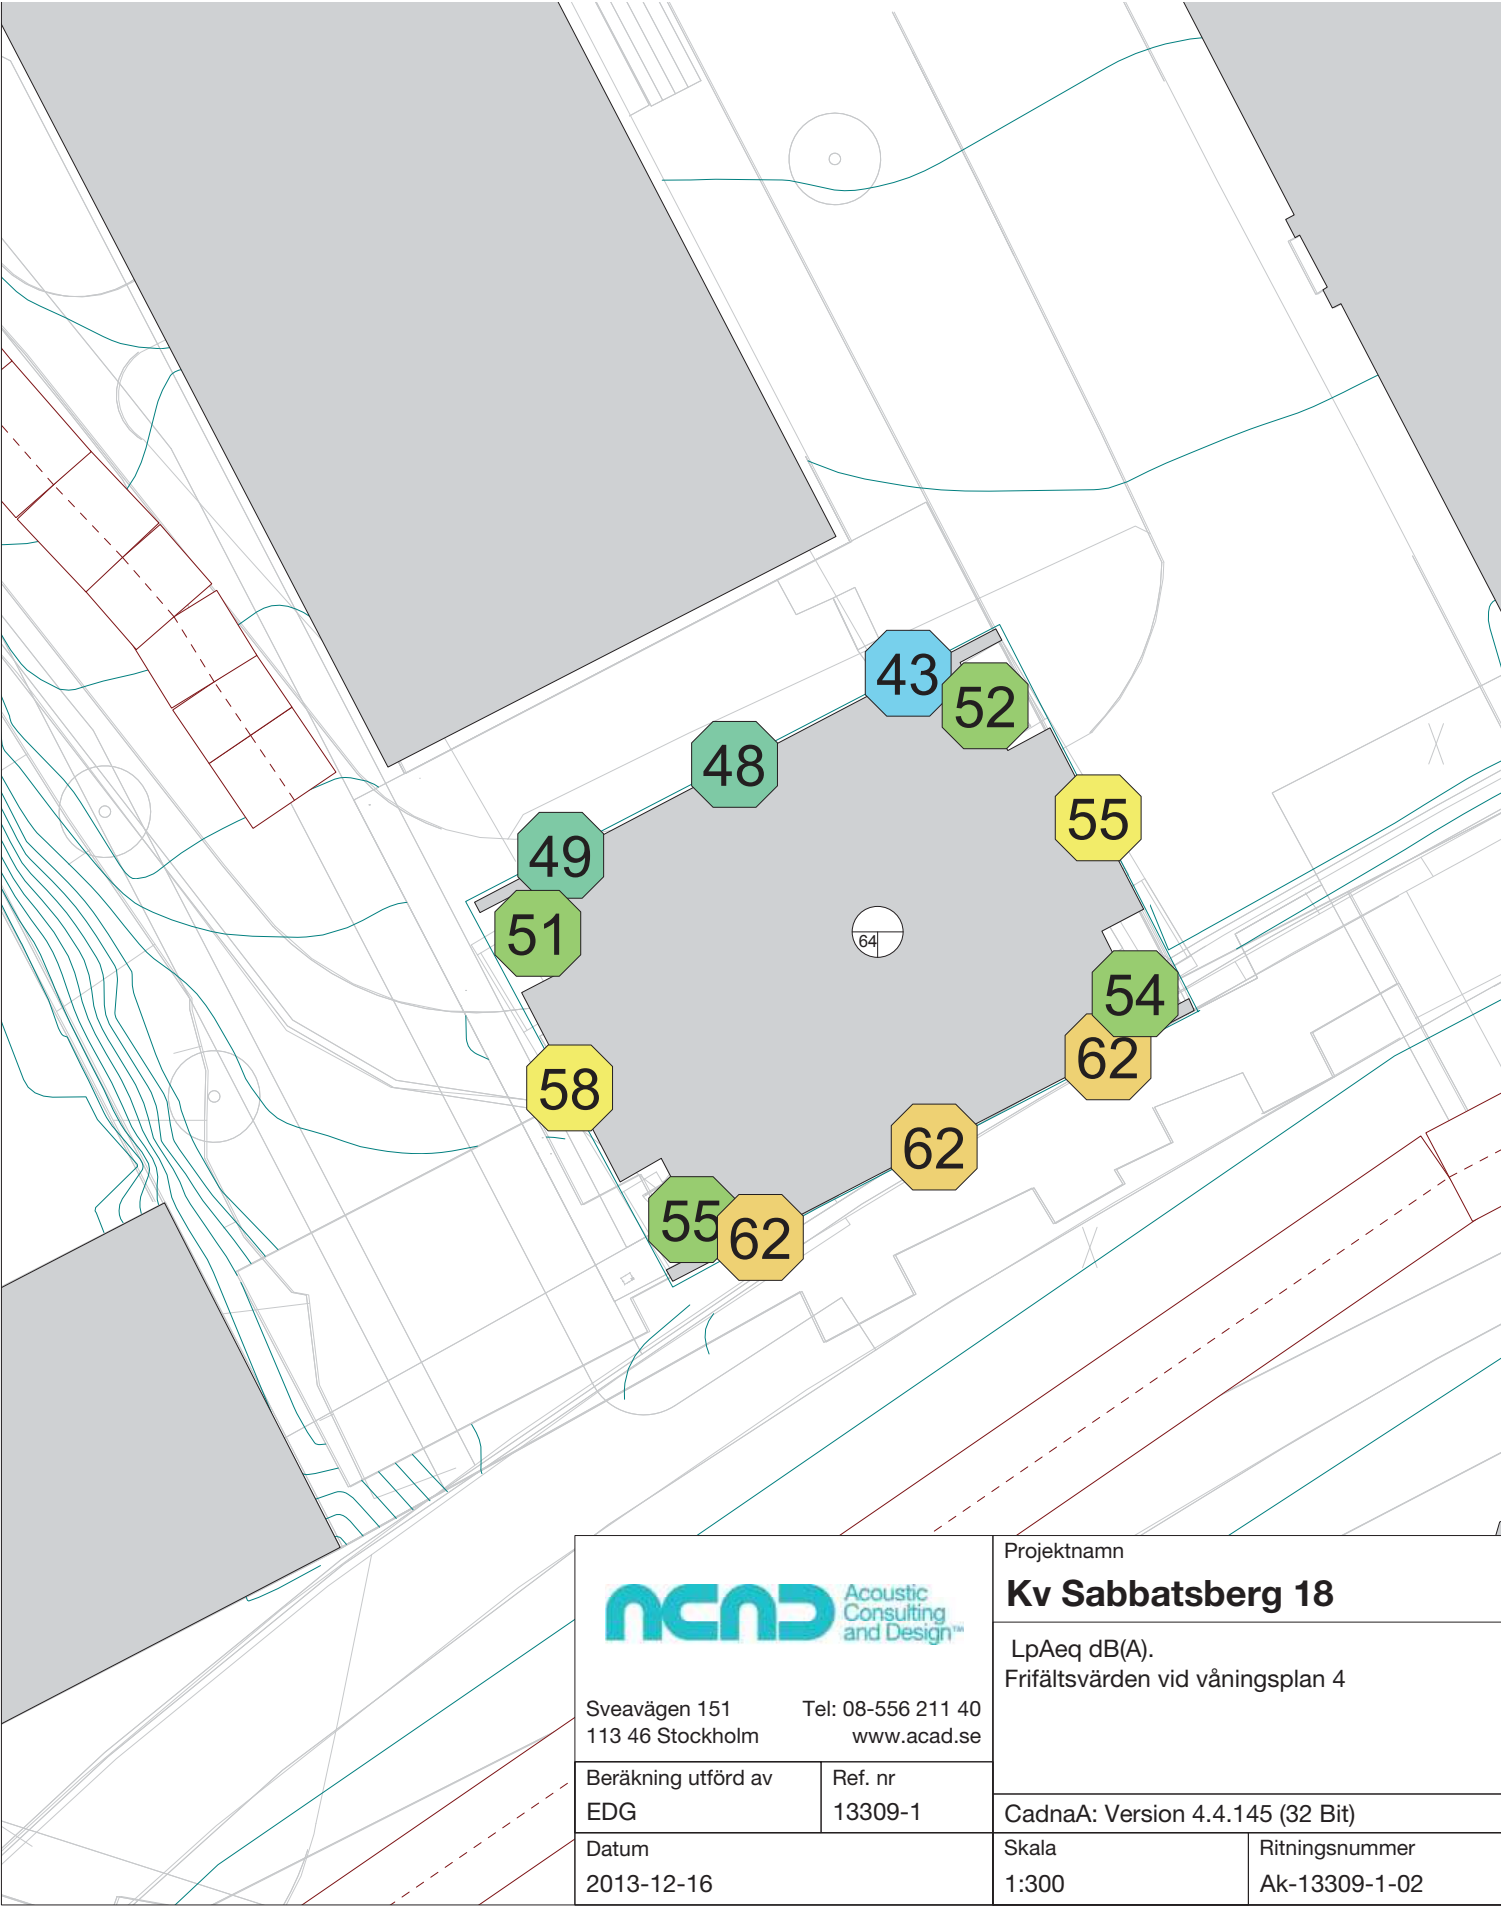 43
52
48
55
49
51
64
54
62
58
62
55
62
ACAD
Acoustic
Consulting
and Design™
Sveavägen 151
Tel: 08-556 211 40
113 46 Stockholm
www.acad.se
Beräkning utförd av
EDG
Ref. nr
13309-1
Datum
2013-12-16
Projektnamn
Kv Sabbatsberg 18
LpAeq dB(A).
Frifältsvärden vid våningsplan 4
CadnaA: Version 4.4.145 (32 Bit)
Skala
1:300
Ritningsnummer
Ak-13309-1-02